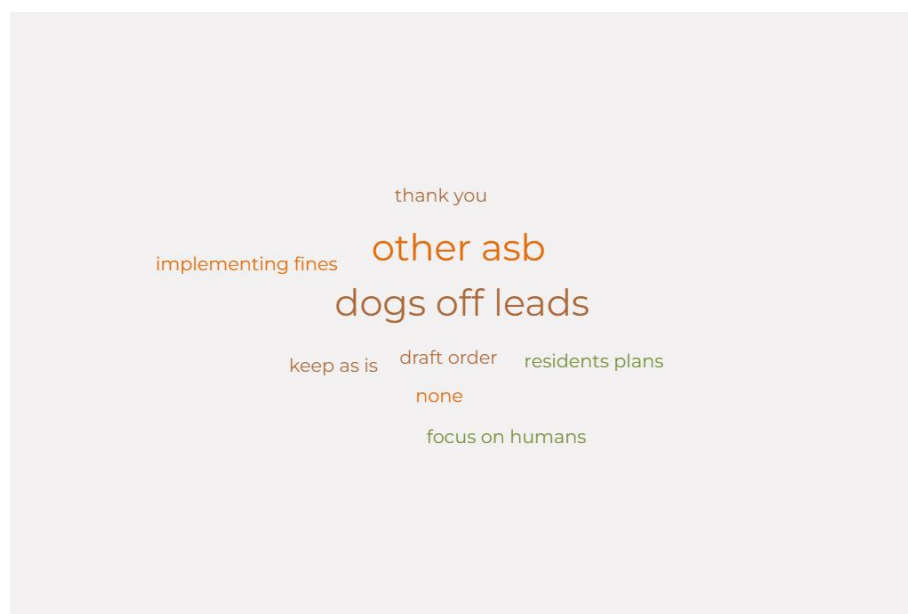 thank you
other asb
implementing fines
dogs off leads
draft order
residents plans
keep as is
none
focus on humans